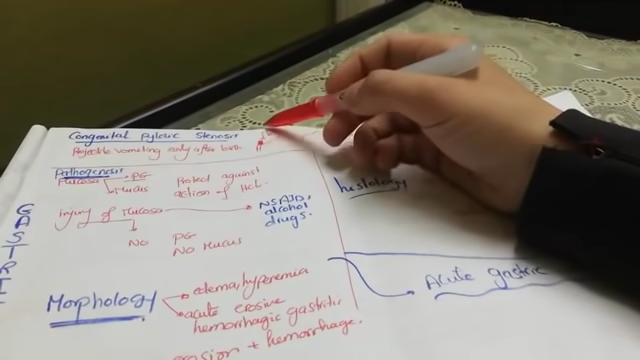 Congenital Pyloric Stenosis
Projectile vomiting only after birth
Pathogenesis
Mucosa PG Protect against
Mucus action of HCL.
Injury of Mucosa NSAID,
alcohol
drugs.
No PG
No Mucus
Morphology edema/hyperemia
acute erosive
hemorrhagic gastritis
erosion + hemorrhage.
histology
Acute gastric
GASTRI